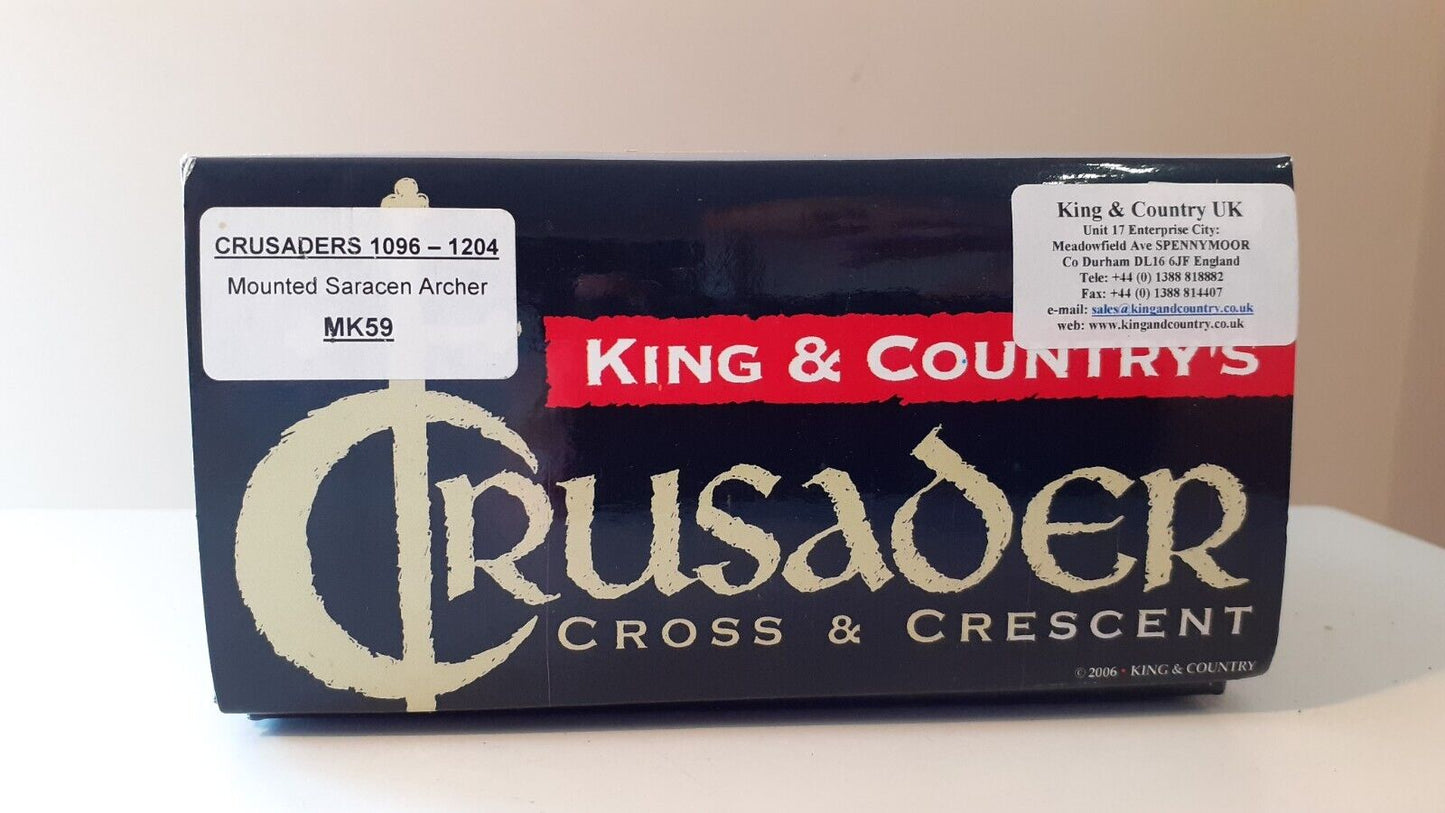 CRUSADERS 1096 – 1204
Mounted Saracen Archer
MK59
King & Country UK
Unit 17 Enterprise City:
Meadowfield Ave SPENNYMOOR
Co Durham DL16 6JF England
Tele: +44 (0) 1388 818882
Fax: +44 (0) 1388 814407
e-mail: sales@kingandcountry.co.uk
web: www.kingandcountry.co.uk
KING & COUNTRY'S
CRUSADER
CROSS & CRESCENT
© 2006 • KING & COUNTRY